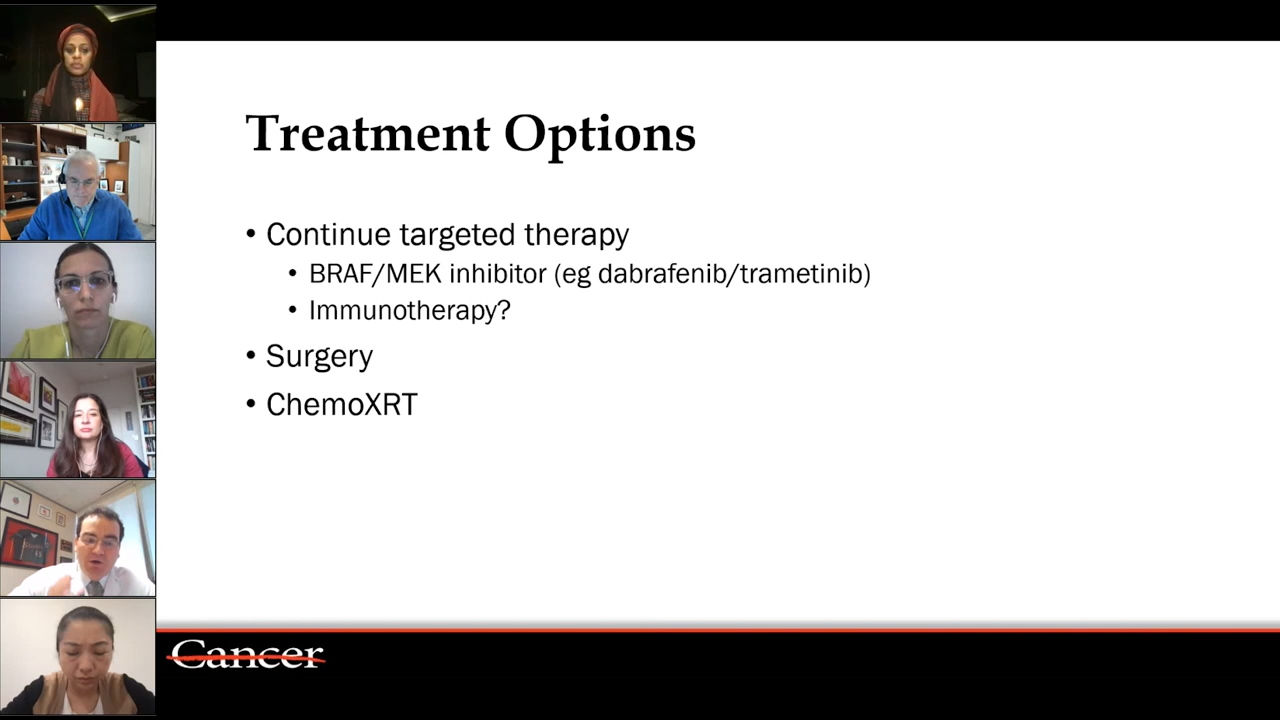 Treatment Options
• Continue targeted therapy
• BRAF/MEK inhibitor (eg dabrafenib/trametinib)
• Immunotherapy?
• Surgery
• ChemoXRT
Cancer